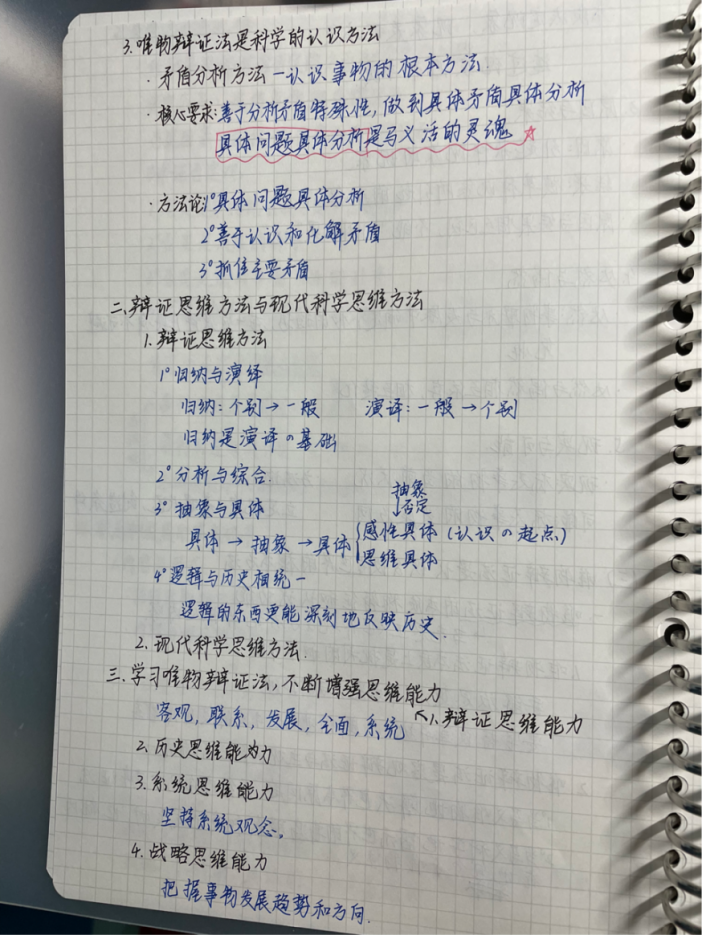 3.唯物辩证法是科学的认识方法
·矛盾分析方法—认识事物的根本方法
·核心要求:善于分析矛盾特殊性,做到具体矛盾具体分析
具体问题具体分析是马义活的灵魂☆
·方法论:1°具体问题具体分析
2°善于认识和化解矛盾
3°抓住主要矛盾
二、辩证思维方法与现代科学思维方法
1.辩证思维方法
1°归纳与演绎
归纳:个别→一般 演译:一般→个别
归纳是演译の基础
2°分析与综合.
3°抽象与具体
抽象
↓否定
具体→抽象→具体{感性具体(认识の起点)
思维具体
4°逻辑与历史相统一
逻辑的东西更能深刻地反映历史.
2.现代科学思维方法.
三、学习唯物辩证法,不断增强思维能力
客观,联系,发展,全面,系统 ↖1.辩证思维能力
2.历史思维能力
3.系统思维能力
坚持系统观念。
4.战略思维能力
把握事物发展趋势和方向.